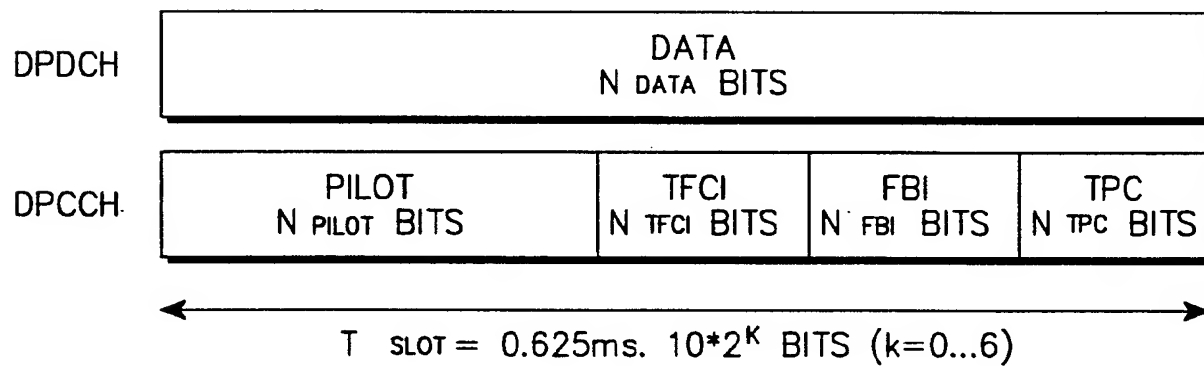 DPDCH
DATA
N DATA BITS
DPCCH
PILOT
N PILOT BITS
TFCI
N TFCI BITS
FBI
N FBI BITS
TPC
N TPC BITS
T SLOT = 0.625ms. 10*2^K BITS (k=0...6)